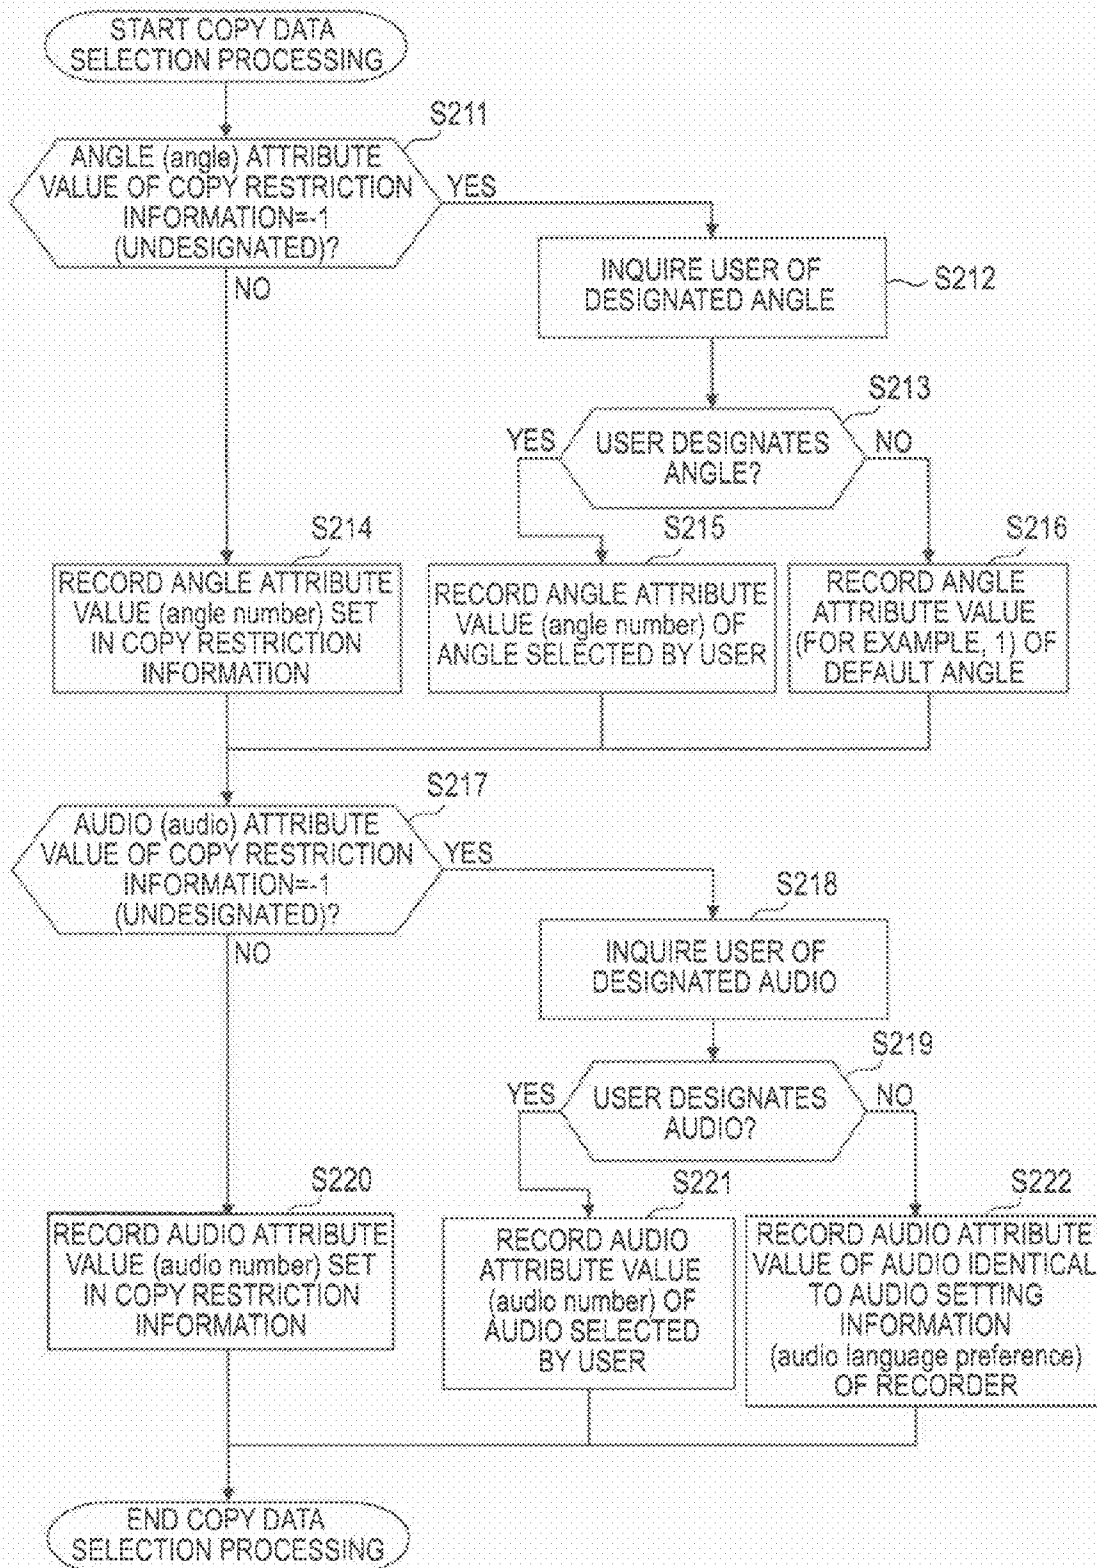 START COPY DATA
SELECTION PROCESSING
S211
ANGLE (angle) ATTRIBUTE
VALUE OF COPY RESTRICTION
INFORMATION=-1
(UNDESIGNATED)?
YES
NO
INQUIRE USER OF
DESIGNATED ANGLE
S212
S213
USER DESIGNATES
ANGLE?
YES
NO
S214
RECORD ANGLE ATTRIBUTE
VALUE (angle number) SET
IN COPY RESTRICTION
INFORMATION
S215
RECORD ANGLE ATTRIBUTE
VALUE (angle number) OF
ANGLE SELECTED BY USER
S216
RECORD ANGLE
ATTRIBUTE VALUE
(FOR EXAMPLE, 1) OF
DEFAULT ANGLE
S217
AUDIO (audio) ATTRIBUTE
VALUE OF COPY RESTRICTION
INFORMATION=-1
(UNDESIGNATED)?
YES
NO
S218
INQUIRE USER OF
DESIGNATED AUDIO
S219
USER DESIGNATES
AUDIO?
YES
NO
S220
RECORD AUDIO ATTRIBUTE
VALUE (audio number) SET
IN COPY RESTRICTION
INFORMATION
S221
RECORD AUDIO
ATTRIBUTE VALUE
(audio number) OF
AUDIO SELECTED
BY USER
S222
RECORD AUDIO ATTRIBUTE
VALUE OF AUDIO IDENTICAL
TO AUDIO SETTING
INFORMATION
(audio language preference)
OF RECORDER
END COPY DATA
SELECTION PROCESSING